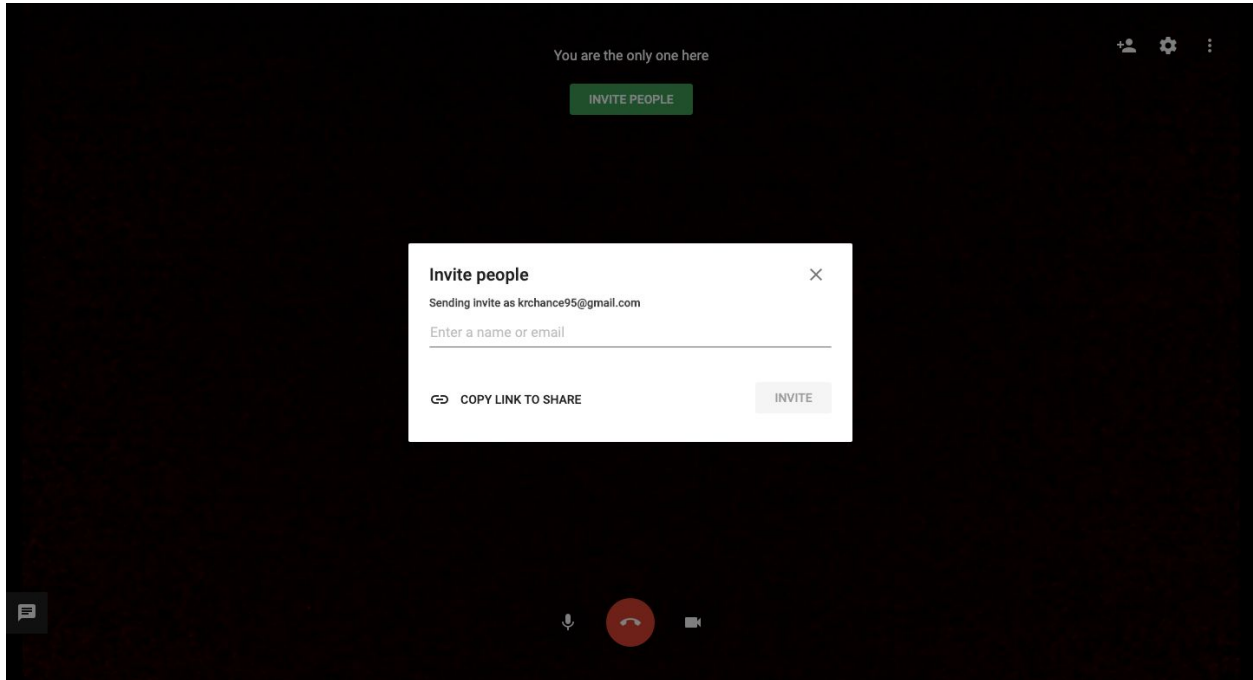 You are the only one here
INVITE PEOPLE
Invite people
Sending invite as krchance95@gmail.com
Enter a name or email
COPY LINK TO SHARE
INVITE